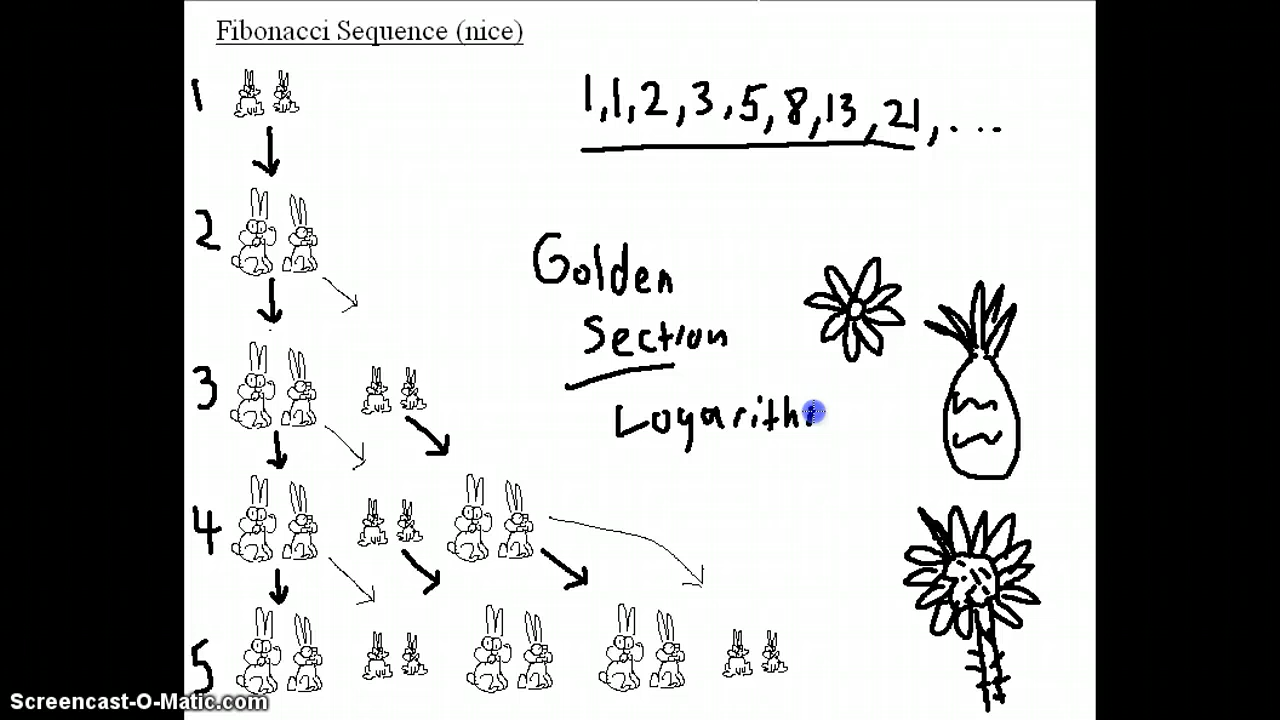 Fibonacci Sequence (nice)
1
1,1,2,3,5,8,13,21,...
2
Golden
Section
3
Logarith
4
5
Screencast-O-Matic.com